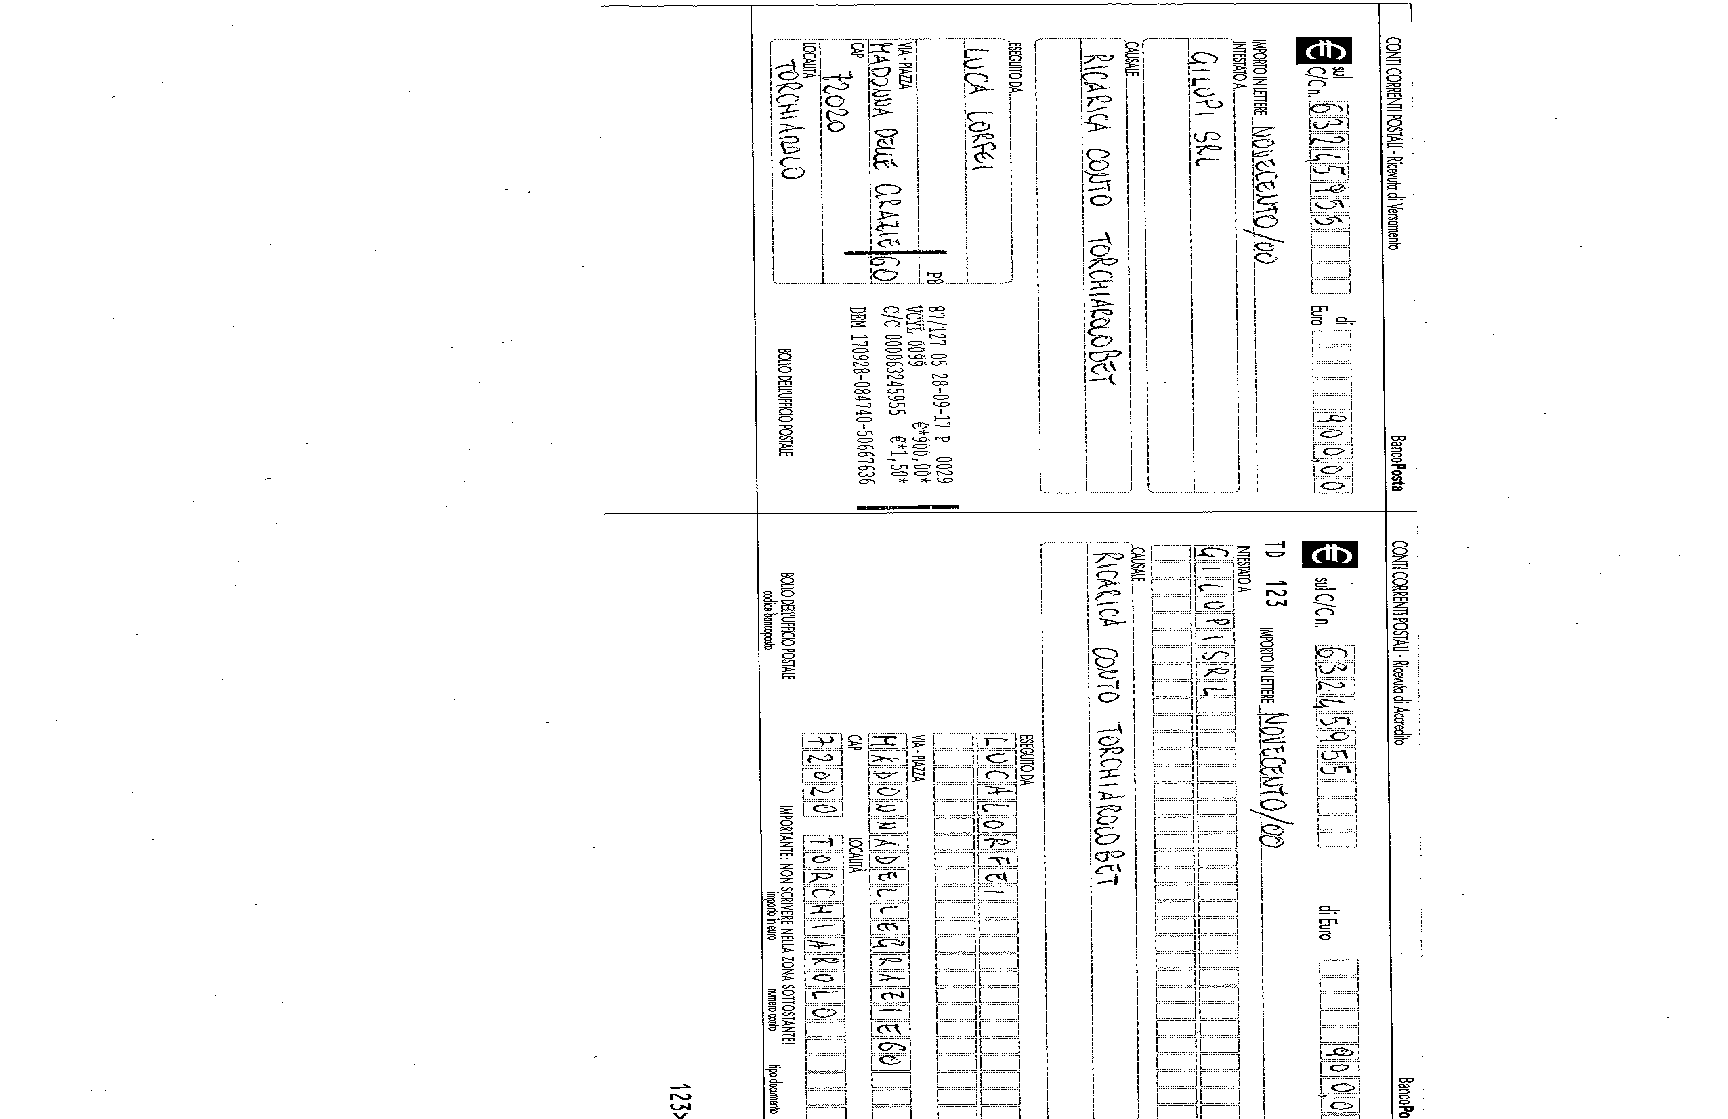 CONTI CORRENTI POSTALI - Ricevuta di Versamento BancoPosta
€ sul C/C n. 63245955 di Euro 900,00
IMPORTO IN LETTERE NOVECENTO/00
INTESTATO A
GILUPI SRL
CAUSALE
RICARICA CONTO TORCHIAROLOBET
ESEGUITO DA
LUCA LORFEI
VIA - PIAZZA
MADONNA DELLE GRAZIE 60
CAP
72020
LOCALITÀ
TORCHIAROLO
PB
87/127 05 28-09-17 P 0029
VCYL 0099 €*900,00*
C/C 000063245955 €*1,50*
DEM 170928-084740-50667636
BOLLO DELL'UFFICIO POSTALE
CONTI CORRENTI POSTALI - Ricevuta di Accredito BancoPo
€ sul C/C n. 63245955 di Euro 900,0
TD 123 IMPORTO IN LETTERE NOVECENTO/00
INTESTATO A
GILUPI SRL
CAUSALE
RICARICA CONTO TORCHIAROLOBET
ESEGUITO DA
LUCA LORFEI
VIA - PIAZZA
MADONNA DELLE GRAZIE 60
CAP LOCALITÀ
72020 TORCHIAROLO
BOLLO DELL'UFFICIO POSTALE
codice bancoposta
IMPORTANTE: NON SCRIVERE NELLA ZONA SOTTOSTANTE!
importo in euro numero conto tipo documento
123>